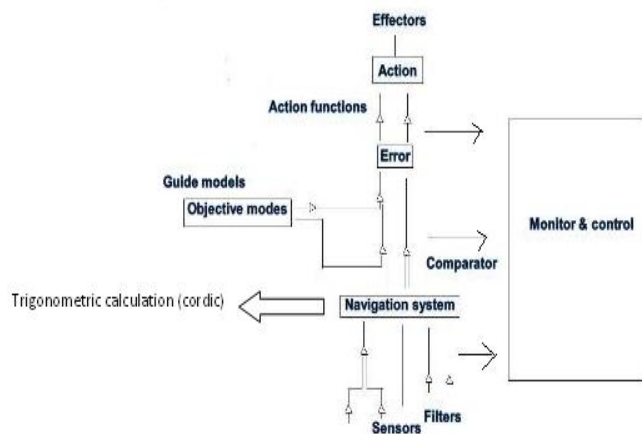 Effectors
Action
Action functions
Error
Guide models
Objective modes
Monitor & control
Comparator
Trigonometric calculation (cordic)
Navigation system
Sensors
Filters